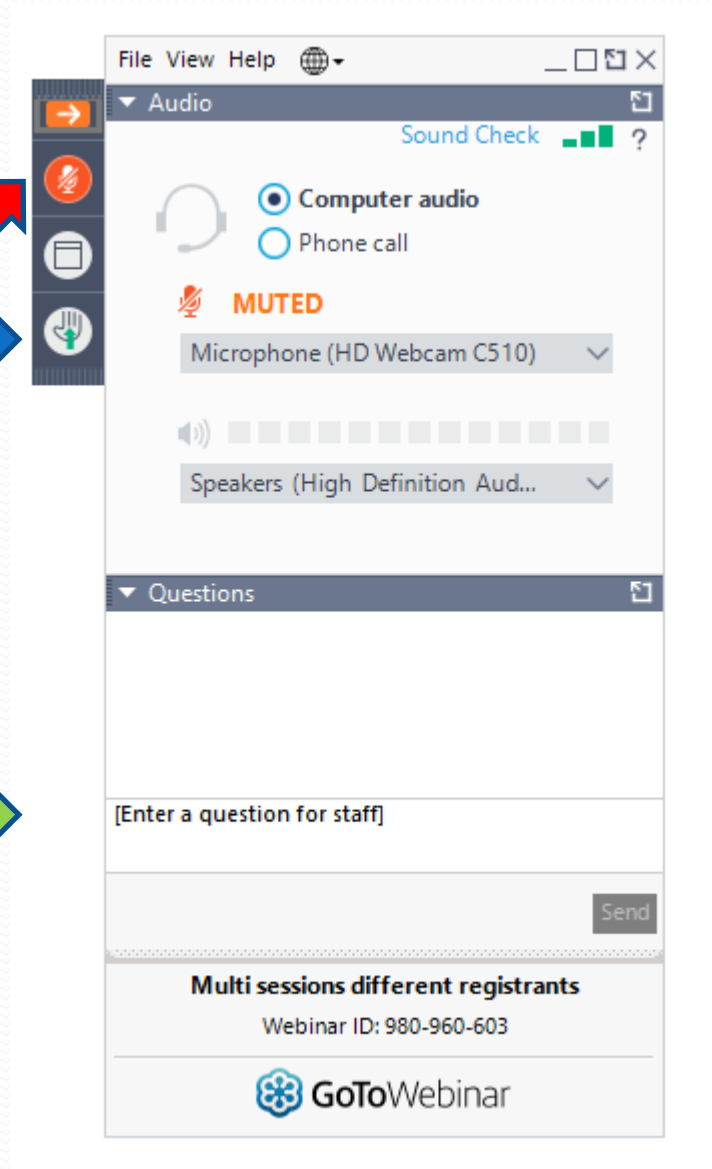 File View Help
Audio
Sound Check ?
Computer audio
Phone call
MUTED
Microphone (HD Webcam C510)
Speakers (High Definition Aud...
Questions
[Enter a question for staff]
Send
Multi sessions different registrants
Webinar ID: 980-960-603
GoToWebinar